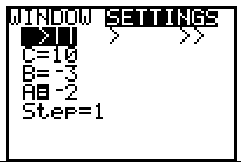 WINDOW SETTINGS
>|| > >>
C=10
B=-3
A=-2
Step=1